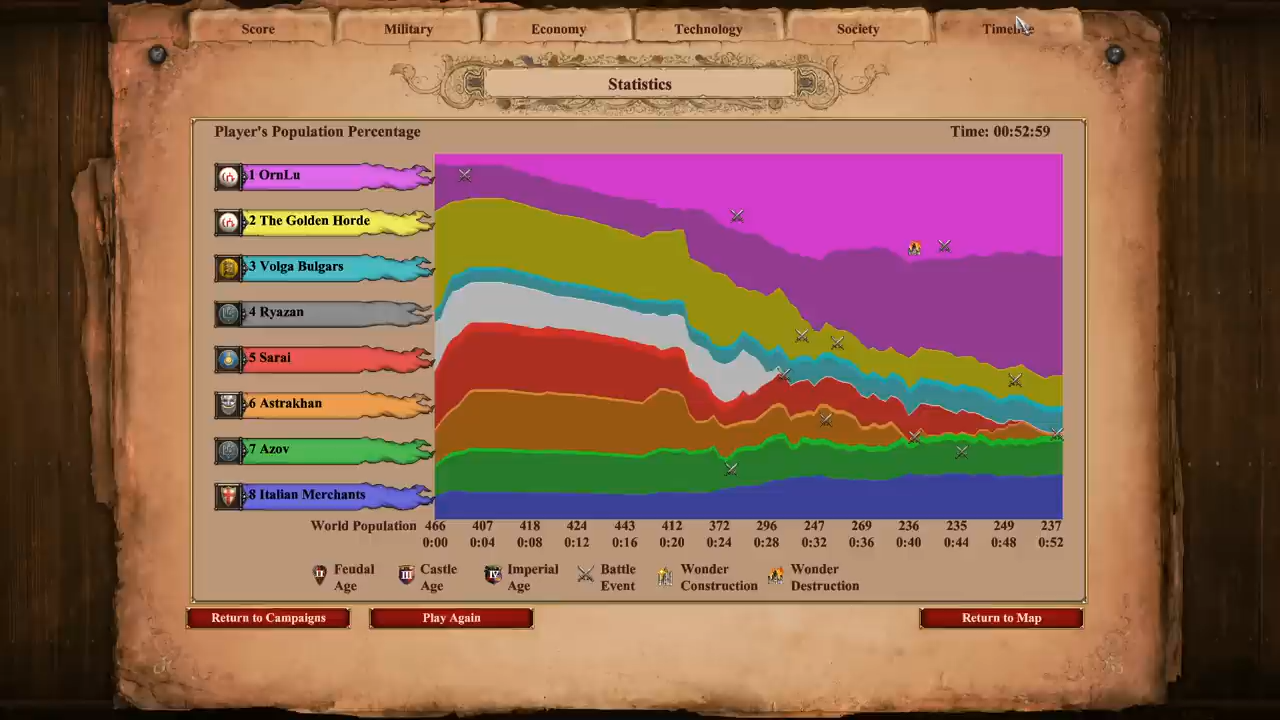 Score Military Economy Technology Society
Statistics
Player's Population Percentage
Time: 00:52:59
1 OrnLu
2 The Golden Horde
3 Volga Bulgars
4 Ryazan
5 Sarai
6 Astrakhan
7 Azov
8 Italian Merchants
World Population 466 407 418 424 443 412 372 296 247 269 236 235 249 237
0:00 0:04 0:08 0:12 0:16 0:20 0:24 0:28 0:32 0:36 0:40 0:44 0:48 0:52
II Feudal Age
III Castle Age
IV Imperial Age
Battle Event
Wonder Construction
Wonder Destruction
Return to Campaigns Play Again Return to Map